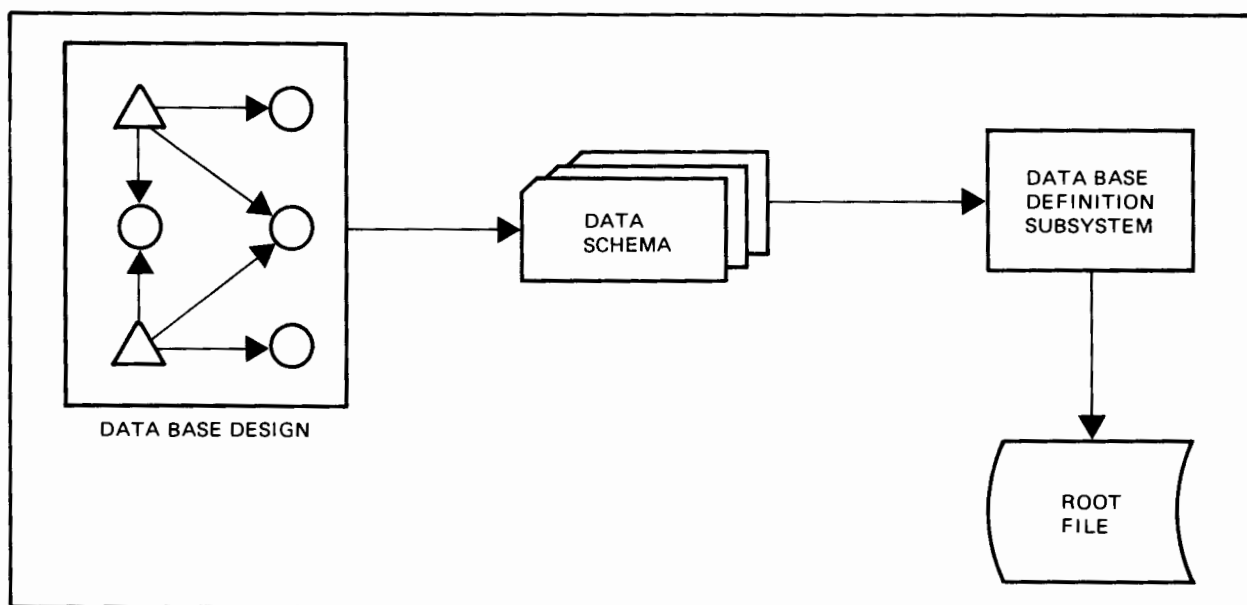 DATA BASE DESIGN
DATA
SCHEMA
DATA BASE
DEFINITION
SUBSYSTEM
ROOT
FILE